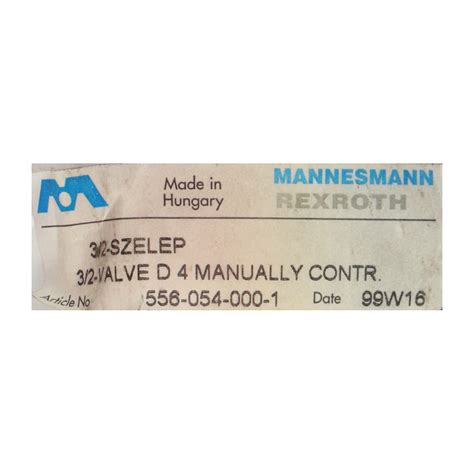 Made in
Hungary
MANNESMANN
REXROTH
3/2-SZELEP
3/2-VALVE D 4 MANUALLY CONTR.
Article No 556-054-000-1 Date 99W16